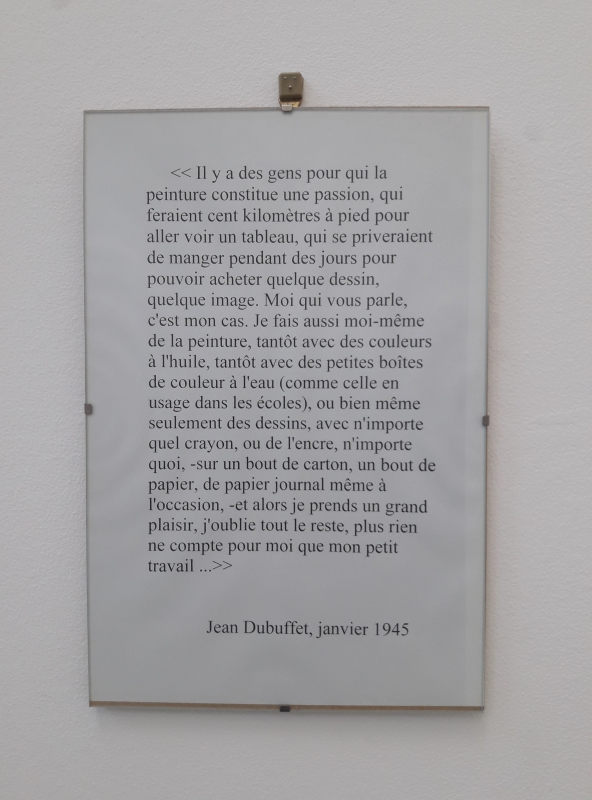 << Il y a des gens pour qui la
peinture constitue une passion, qui
feraient cent kilomètres à pied pour
aller voir un tableau, qui se priveraient
de manger pendant des jours pour
pouvoir acheter quelque dessin,
quelque image. Moi qui vous parle,
c'est mon cas. Je fais aussi moi-même
de la peinture, tantôt avec des couleurs
à l'huile, tantôt avec des petites boîtes
de couleur à l'eau (comme celle en
usage dans les écoles), ou bien même
seulement des dessins, avec n'importe
quel crayon, ou de l'encre, n'importe
quoi, -sur un bout de carton, un bout de
papier, de papier journal même à
l'occasion, -et alors je prends un grand
plaisir, j'oublie tout le reste, plus rien
ne compte pour moi que mon petit
travail ...>>
Jean Dubuffet, janvier 1945